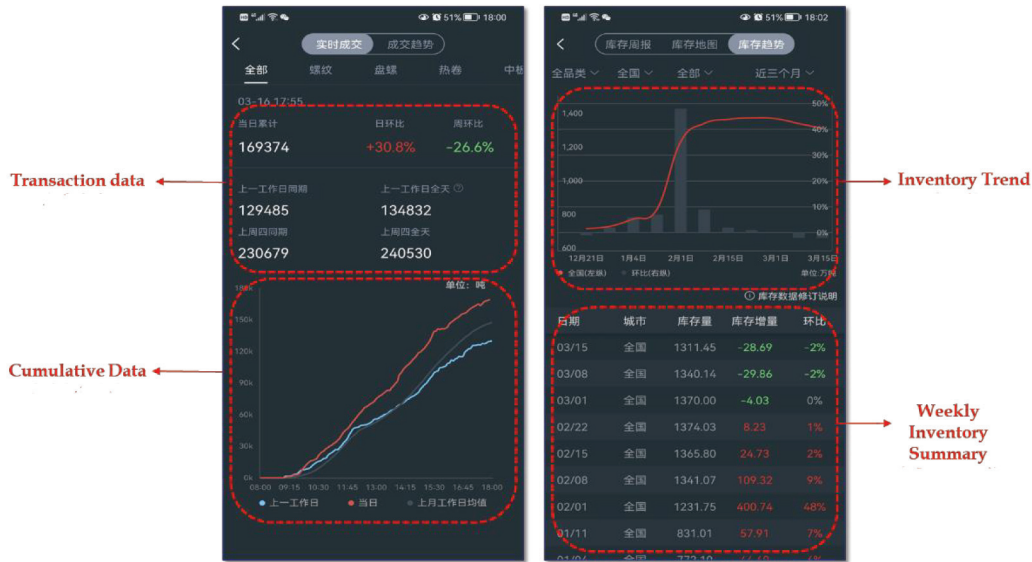 51% 18:00
实时成交 成交趋势
全部 螺纹 盘螺 热卷
03-16 17:55
当日累计 日环比 周环比
169374 +30.8% -26.6%
上一工作日同期 上一工作日全天
129485 134832
上周四同期 上周四全天
230679 240530
单位: 吨
180k
150k
120k
90k
60k
30k
0k
08:00 09:15 10:30 11:45 13:00 14:15 15:30 16:45 18:00
上一工作日 当日 上月工作日均值
Transaction data
Cumulative Data
51% 18:02
库存周报 库存地图 库存趋势
全品类 全国 全部 近三个月
1,400 50%
40%
1,200
30%
1,000 20%
10%
800
0%
600
12月21日 1月4日 2月1日 2月15日 3月1日 3月15日
全国(左纵) 环比(右纵) 单位:万吨
库存数据修订说明
日期 城市 库存量 库存增量 环比
03/15 全国 1311.45 -28.69 -2%
03/08 全国 1340.14 -29.86 -2%
03/01 全国 1370.00 -4.03 0%
02/22 全国 1374.03 8.23 1%
02/15 全国 1365.80 24.73 2%
02/08 全国 1341.07 109.32 9%
02/01 全国 1231.75 400.74 48%
01/11 全国 831.01 57.91 7%
Inventory Trend
Weekly
Inventory
Summary